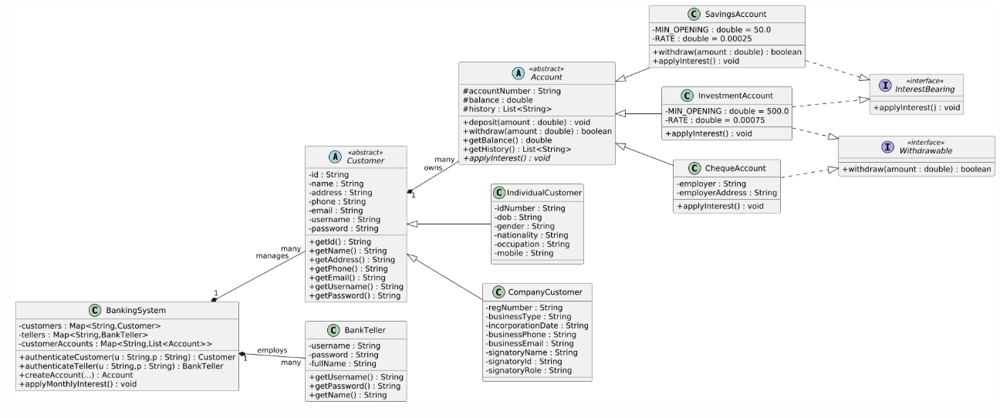 C SavingsAccount
-MIN_OPENING : double = 50.0
-RATE : double = 0.00025
+withdraw(amount : double) : boolean
+applyInterest() : void
A «abstract»
Account
#accountNumber : String
#balance : double
#history : List<String>
+deposit(amount : double) : void
+withdraw(amount : double) : boolean
+getBalance() : double
+getHistory() : List<String>
+applyInterest() : void
I «interface»
InterestBearing
+applyInterest() : void
C InvestmentAccount
-MIN_OPENING : double = 500.0
-RATE : double = 0.00075
+applyInterest() : void
I «interface»
Withdrawable
+withdraw(amount : double) : boolean
C ChequeAccount
-employer : String
-employerAddress : String
+applyInterest() : void
A «abstract»
Customer
-id : String
-name : String
-address : String
-phone : String
-email : String
-username : String
-password : String
+getId() : String
+getName() : String
+getAddress() : String
+getPhone() : String
+getEmail() : String
+getUsername() : String
+getPassword() : String
many
owns
1
C IndividualCustomer
-idNumber : String
-dob : String
-gender : String
-nationality : String
-occupation : String
-mobile : String
many
manages
1
C CompanyCustomer
-regNumber : String
-businessType : String
-incorporationDate : String
-businessPhone : String
-businessEmail : String
-signatoryName : String
-signatoryId : String
-signatoryRole : String
C BankingSystem
-customers : Map<String,Customer>
-tellers : Map<String,BankTeller>
-customerAccounts : Map<String,List<Account>>
+authenticateCustomer(u : String,p : String) : Customer
+authenticateTeller(u : String,p : String) : BankTeller
+createAccount(...) : Account
+applyMonthlyInterest() : void
employs
1
many
C BankTeller
-username : String
-password : String
-fullName : String
+getUsername() : String
+getPassword() : String
+getName() : String